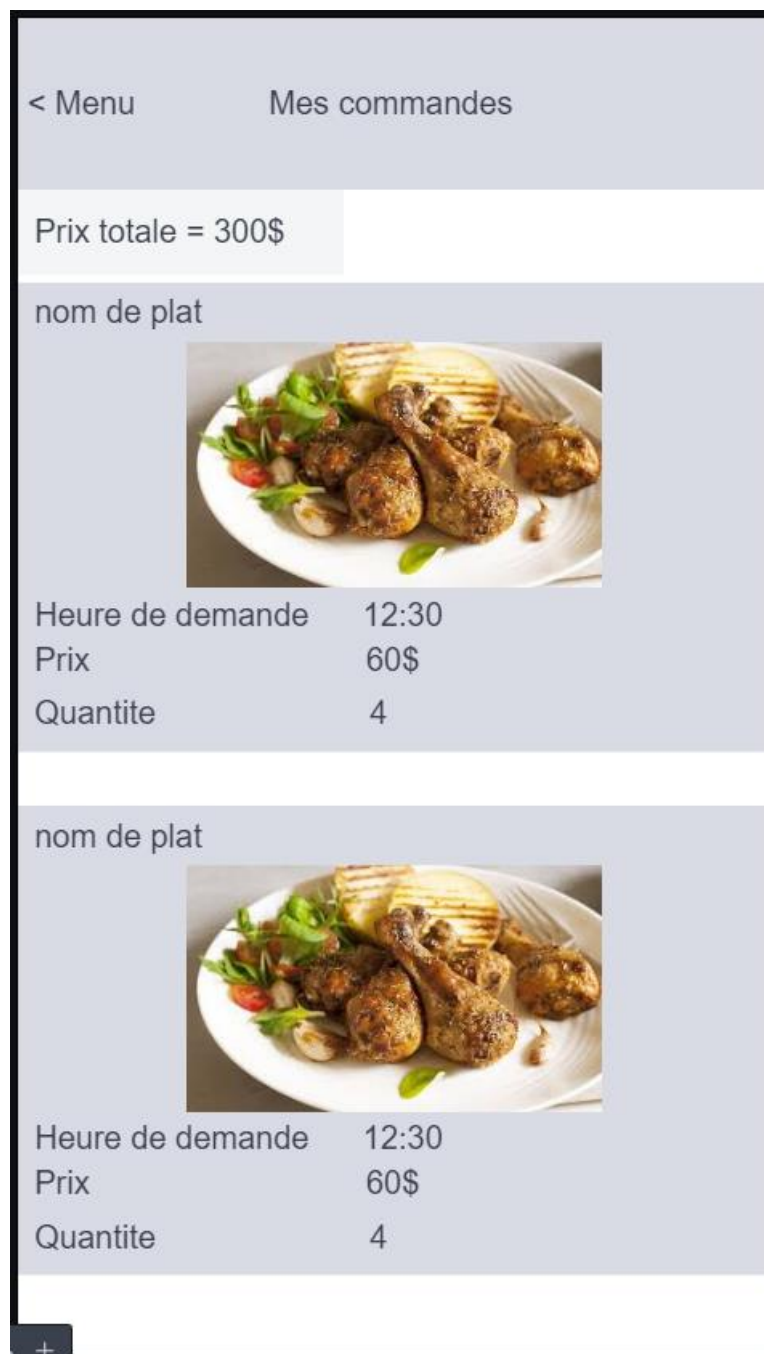 < Menu Mes commandes
Prix totale = 300$
nom de plat
Heure de demande 12:30
Prix 60$
Quantite 4
nom de plat
Heure de demande 12:30
Prix 60$
Quantite 4
+